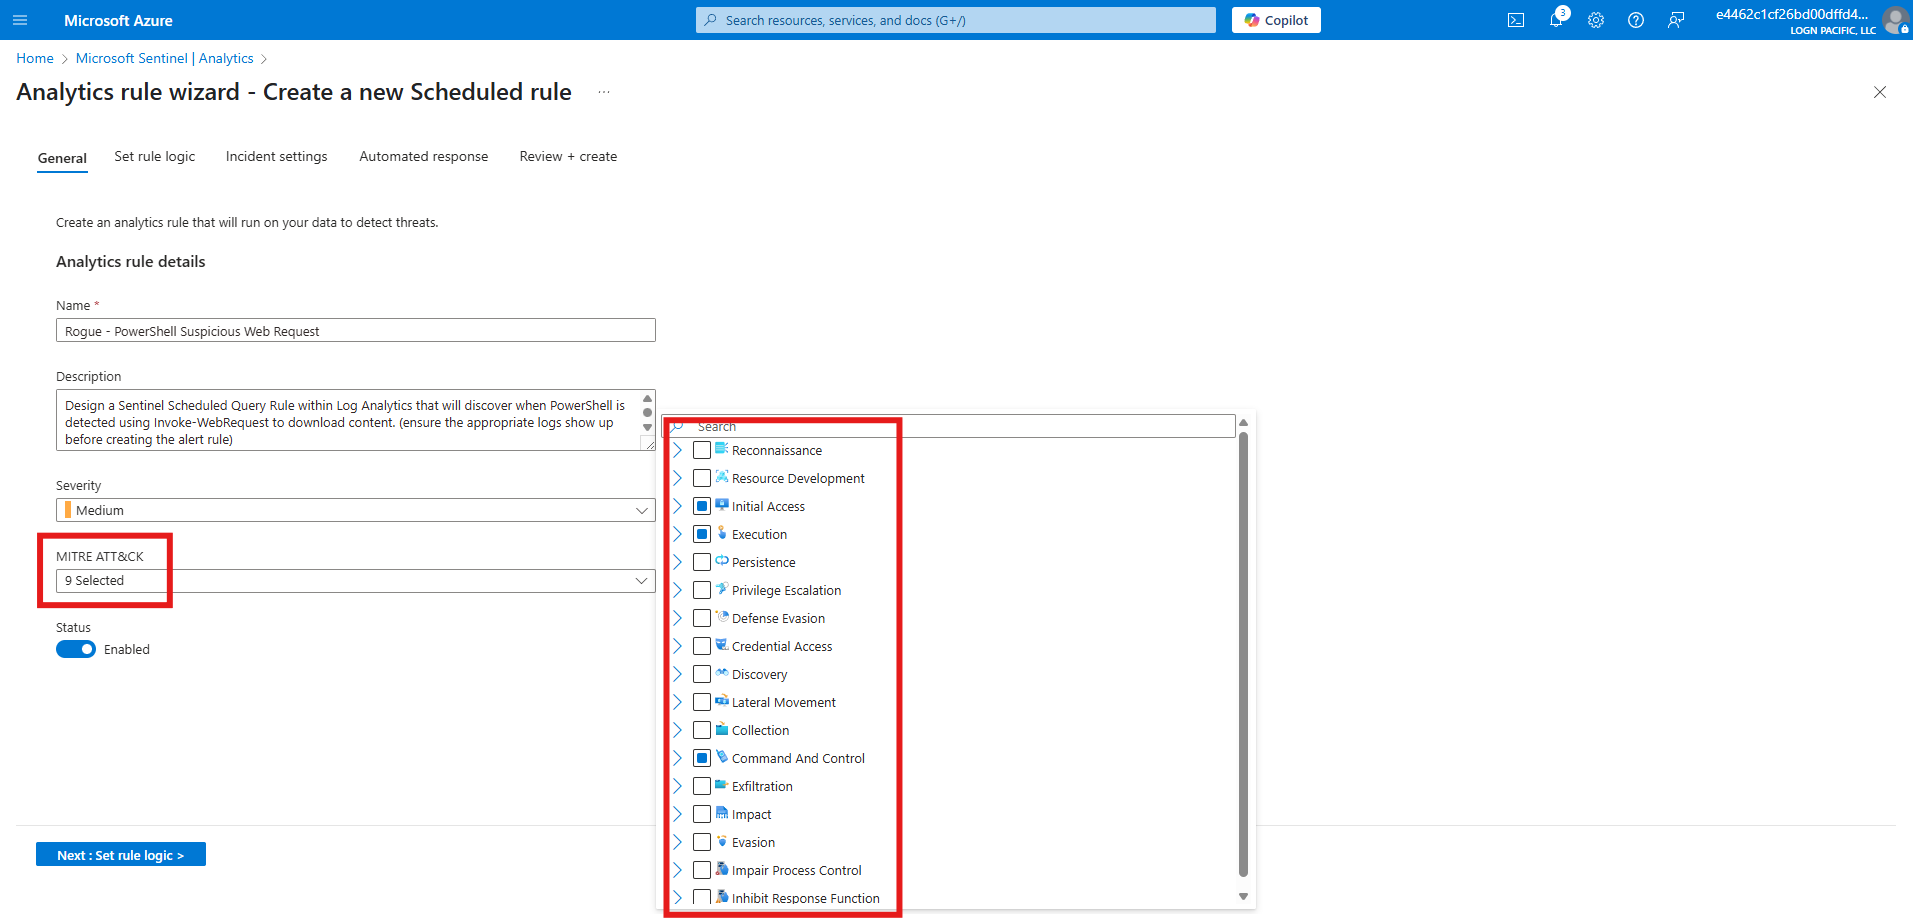 Microsoft Azure
Search resources, services, and docs (G+/)
Copilot
3
e4462c1cf26bd00dffd4...
LOGN PACIFIC, LLC
Home > Microsoft Sentinel | Analytics >
Analytics rule wizard - Create a new Scheduled rule ...
General
Set rule logic
Incident settings
Automated response
Review + create
Create an analytics rule that will run on your data to detect threats.
Analytics rule details
Name *
Rogue - PowerShell Suspicious Web Request
Description
Design a Sentinel Scheduled Query Rule within Log Analytics that will discover when PowerShell is
detected using Invoke-WebRequest to download content. (ensure the appropriate logs show up
before creating the alert rule)
Severity
Medium
MITRE ATT&CK
9 Selected
Status
Enabled
Search
Reconnaissance
Resource Development
Initial Access
Execution
Persistence
Privilege Escalation
Defense Evasion
Credential Access
Discovery
Lateral Movement
Collection
Command And Control
Exfiltration
Impact
Evasion
Impair Process Control
Inhibit Response Function
Next : Set rule logic >